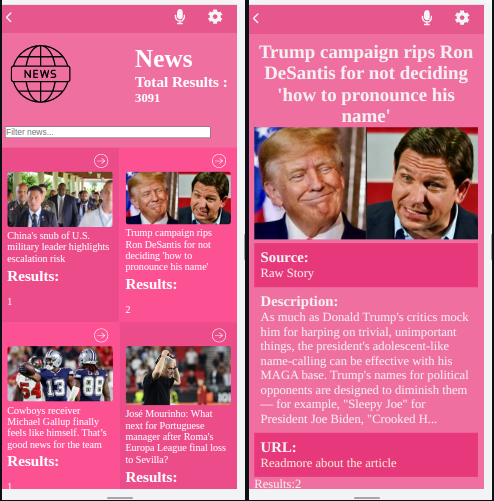 NEWS
News
Total Results :
3091
Filter news...
China's snub of U.S.
military leader highlights
escalation risk
Results:
1
Trump campaign rips
Ron DeSantis for not
deciding 'how to
pronounce his name'
Results:
2
Cowboys receiver
Michael Gallup finally
feels like himself. That's
good news for the team
Results:
1
José Mourinho: What
next for Portuguese
manager after Roma's
Europa League final loss
to Sevilla?
Results:
Trump campaign rips Ron
DeSantis for not deciding
'how to pronounce his
name'
Source:
Raw Story
Description:
As much as Donald Trump's critics mock
him for harping on trivial, unimportant
things, the president's adolescent-like
name-calling can be effective with his
MAGA base. Trump's names for political
opponents are designed to diminish them
— for example, "Sleepy Joe" for
President Joe Biden, "Crooked H...
URL:
Readmore about the article
Results:2